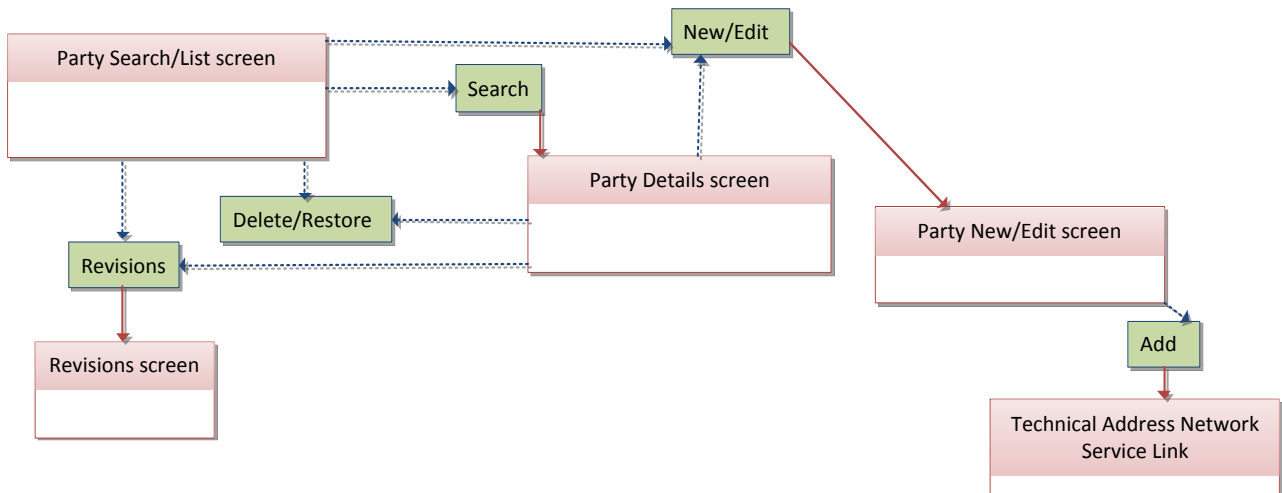 New/Edit
Party Search/List screen
Search
Party Details screen
Delete/Restore
Party New/Edit screen
Revisions
Add
Revisions screen
Technical Address Network
Service Link